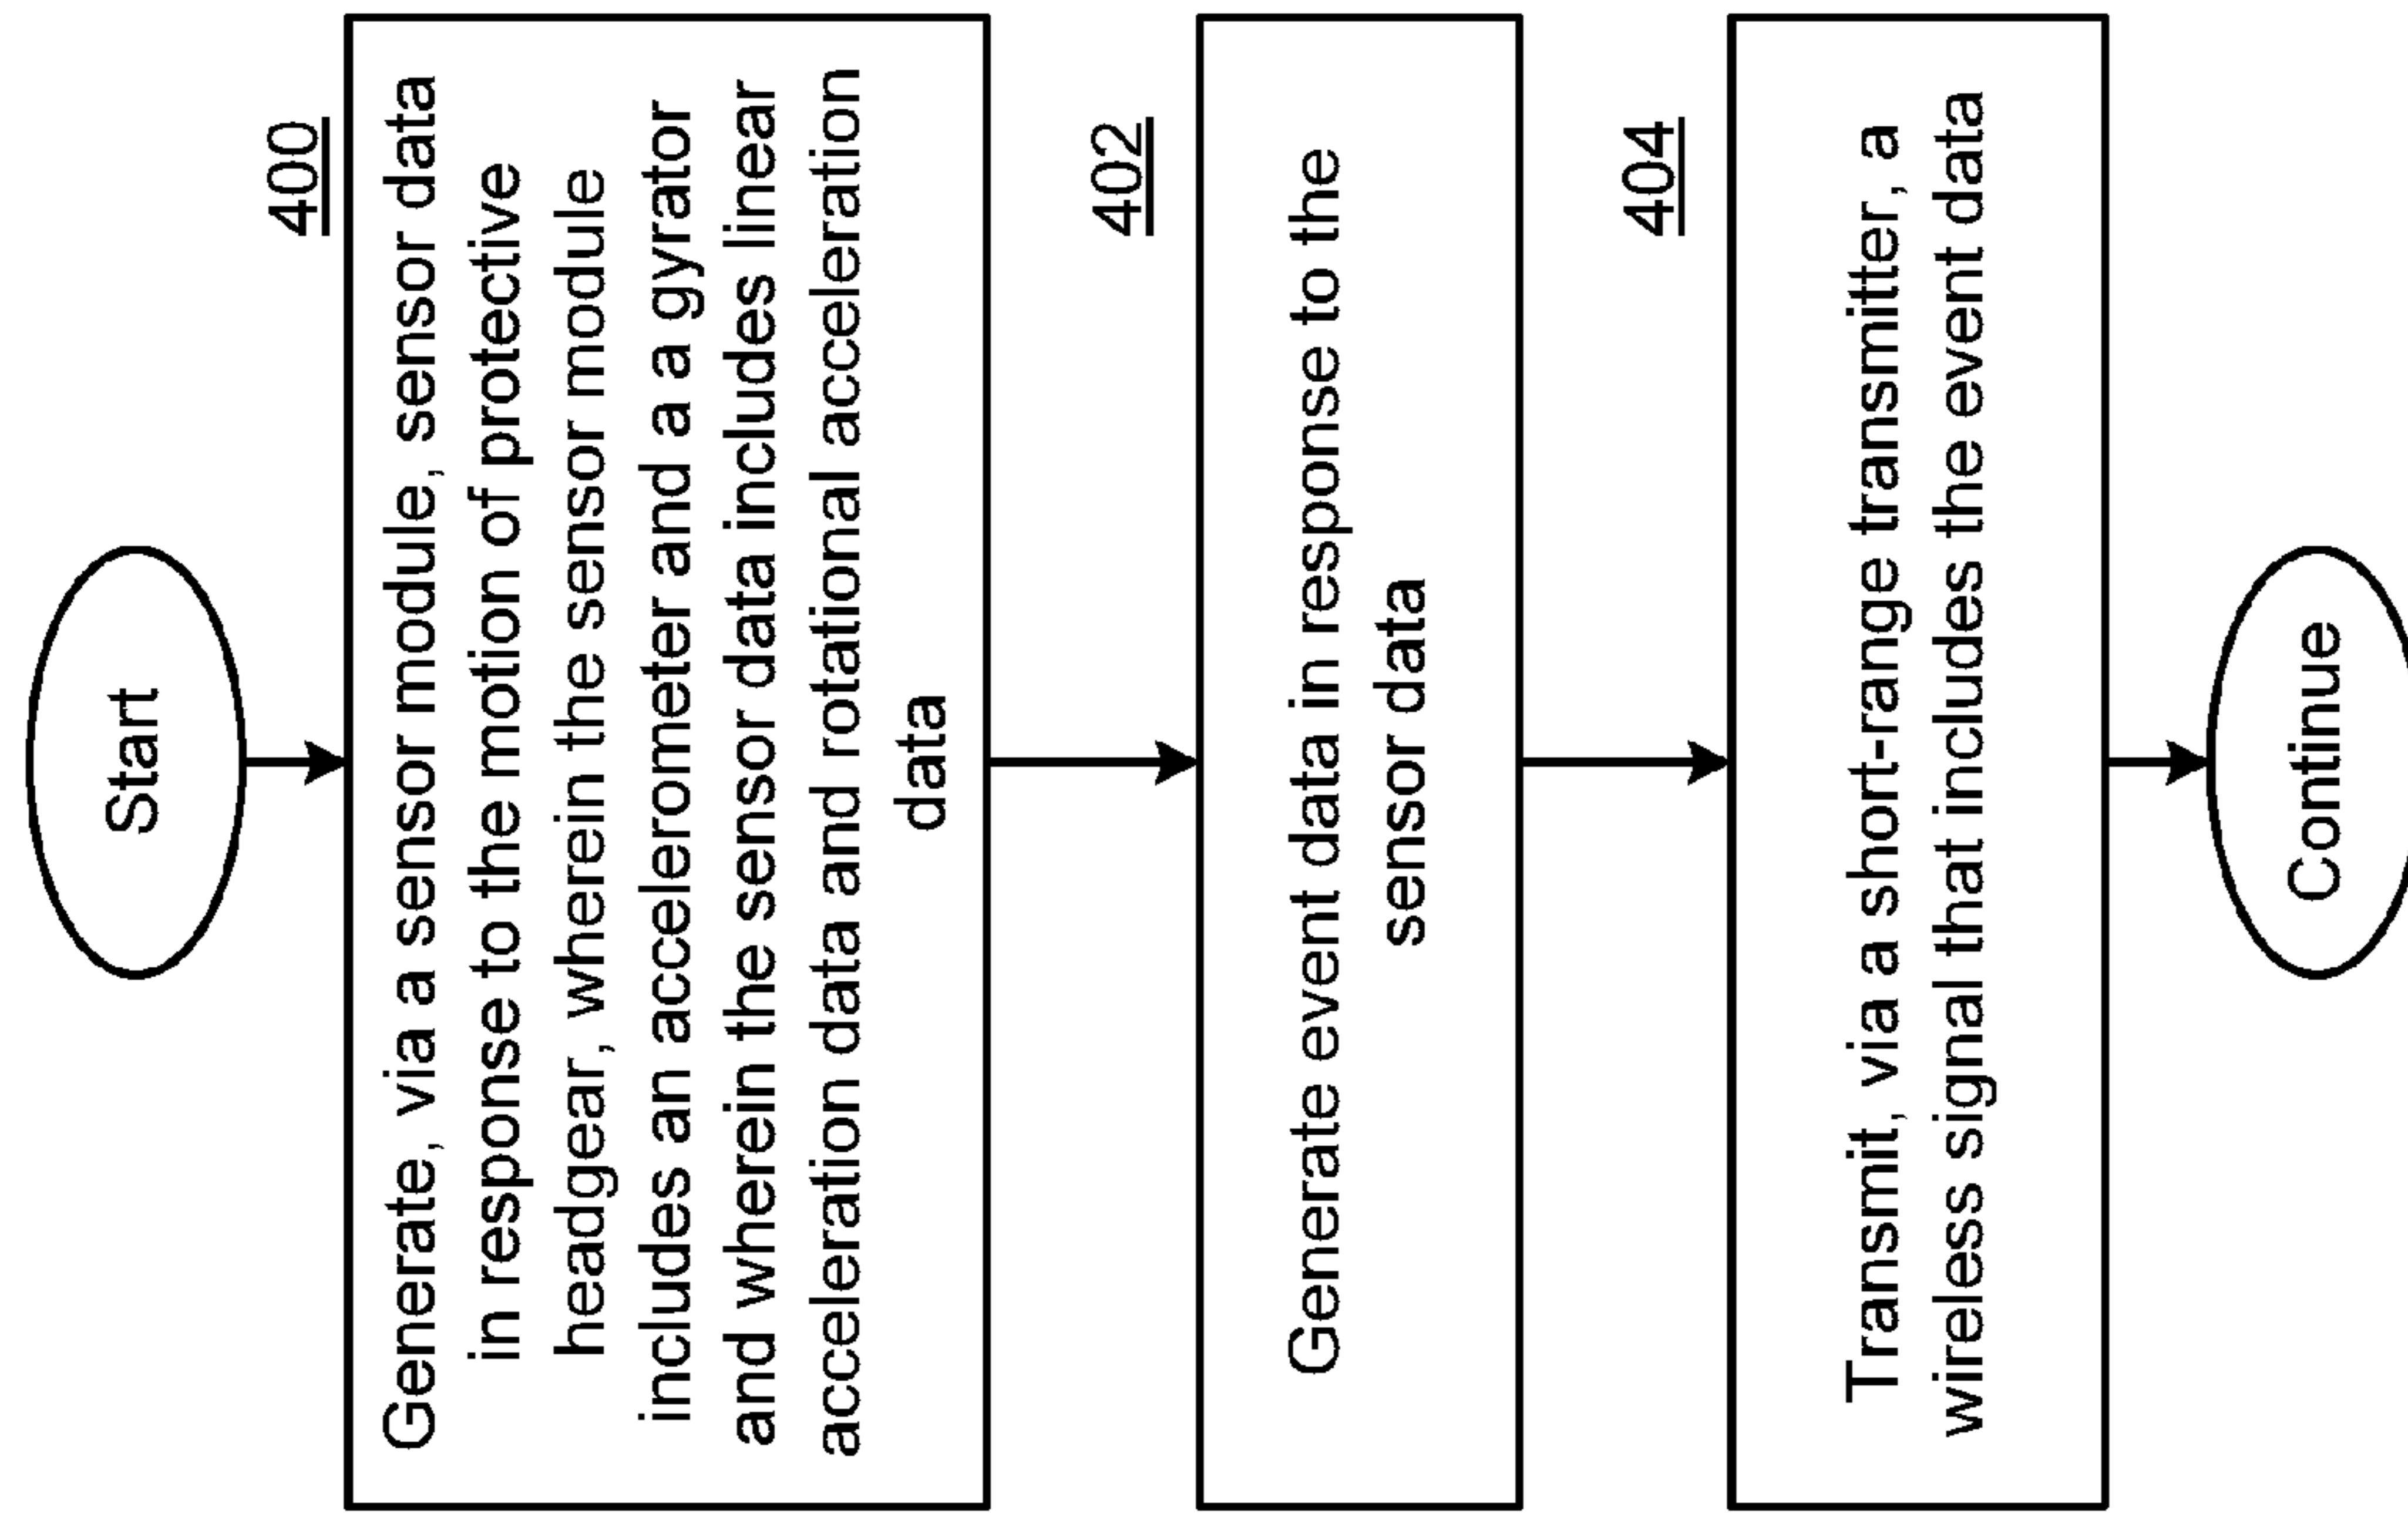 Start
400
Generate, via a sensor module, sensor data
in response to the motion of protective
headgear, wherein the sensor module
includes an accelerometer and a a gyrator
and wherein the sensor data includes linear
acceleration data and rotational acceleration
data
402
Generate event data in response to the
sensor data
404
Transmit, via a short-range transmitter, a
wireless signal that includes the event data
Continue